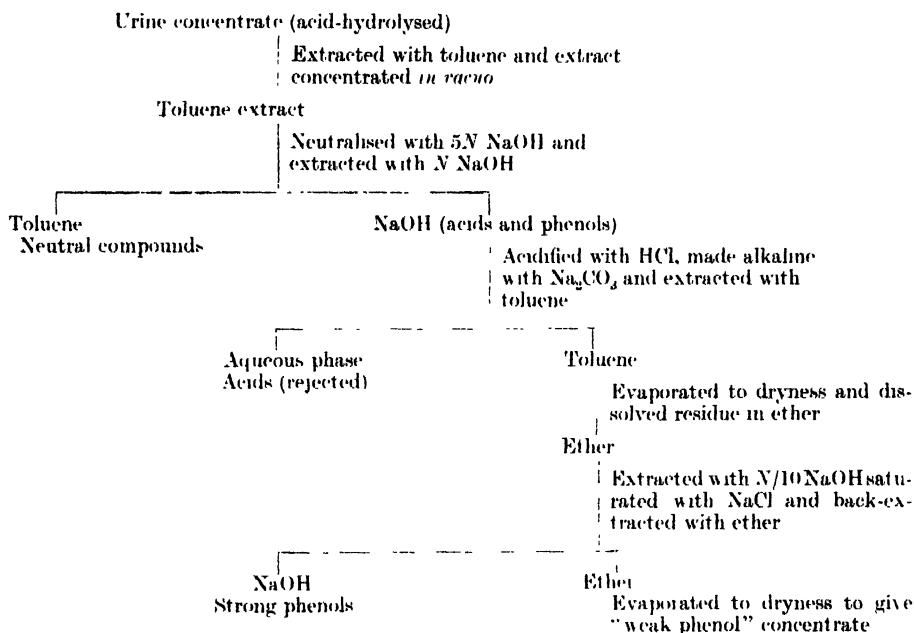 Urine concentrate (acid-hydrolysed)
Extracted with toluene and extract
concentrated in vacuo
Toluene extract
Neutralised with 5N NaOH and
extracted with N NaOH
Toluene
Neutral compounds
NaOH (acids and phenols)
Acidified with HCl, made alkaline
with Na₂CO₃ and extracted with
toluene
Aqueous phase
Acids (rejected)
Toluene
Evaporated to dryness and dis-
solved residue in ether
Ether
Extracted with N/10 NaOH satu-
rated with NaCl and back-ex-
tracted with ether
NaOH
Strong phenols
Ether
Evaporated to dryness to give
"weak phenol" concentrate